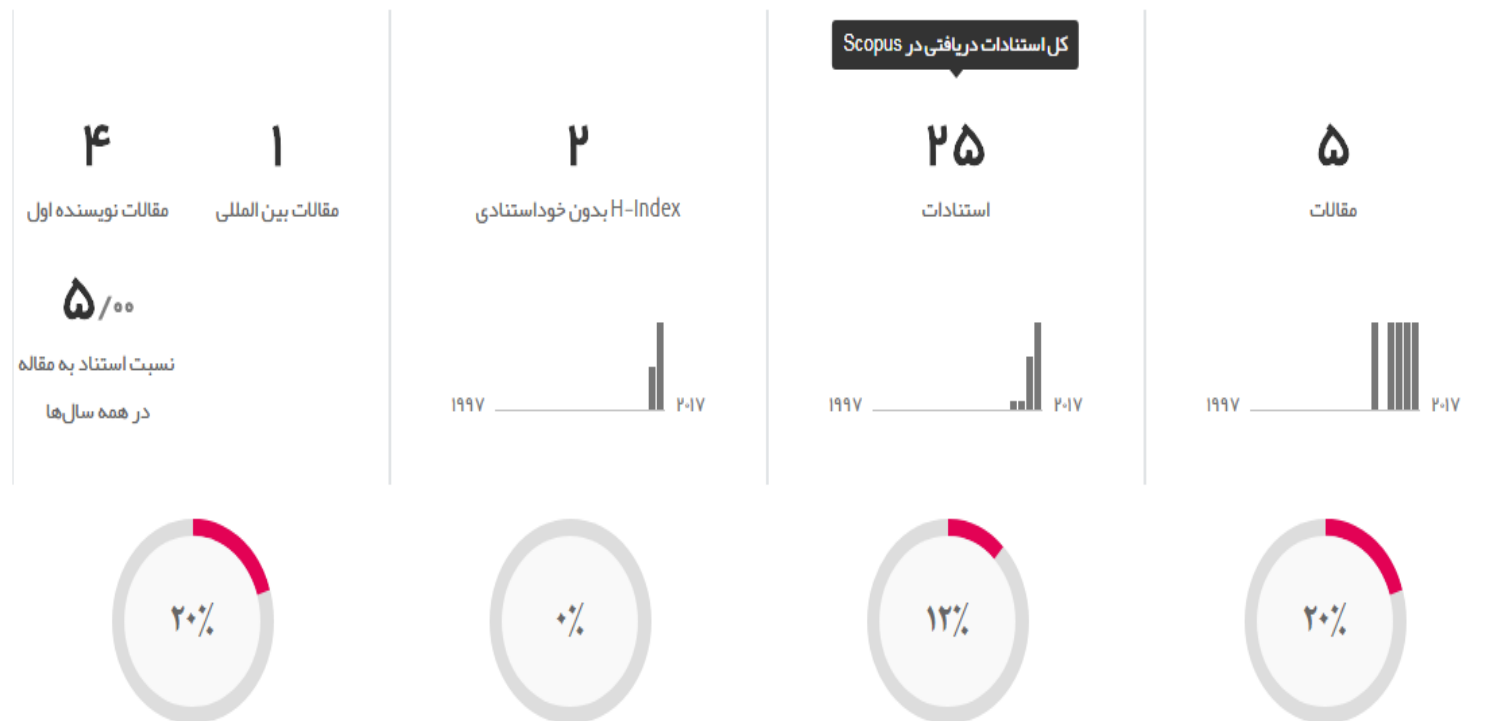 کل استنادات دریافتی در Scopus
۵
مقالات
۱۹۹۷
۲۰۱۷
۲۵
استنادات
۱۹۹۷
۲۰۱۷
۲
H-Index بدون خوداستنادی
۱۹۹۷
۲۰۱۷
۱
مقالات بین المللی
۴
مقالات نویسنده اول
۵/۰۰
نسبت استناد به مقاله
در همه سال‌ها
۲۰%
۱۲%
۰%
۲۰%